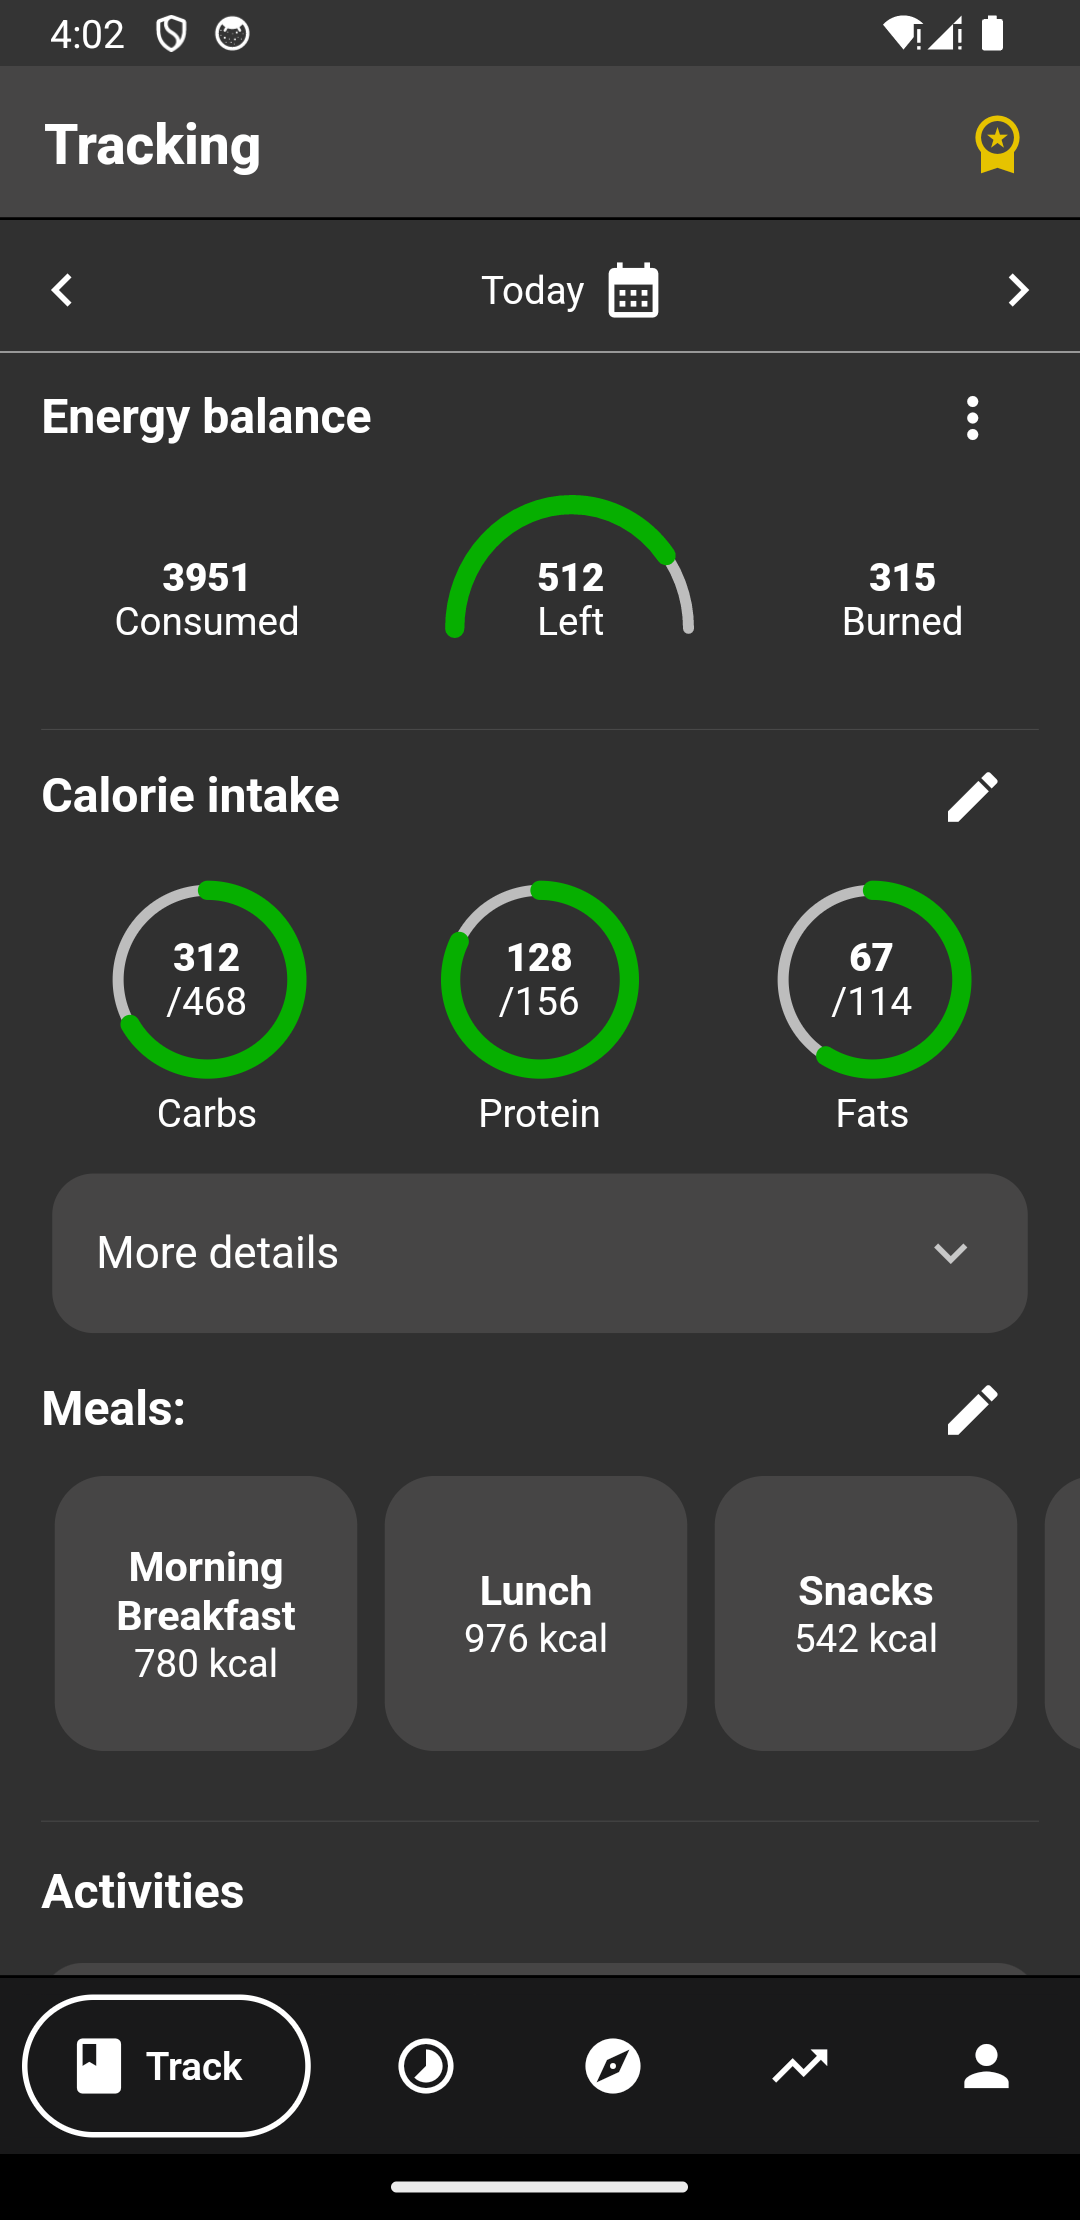 4:02
Tracking
Today
Energy balance
3951
Consumed
512
Left
315
Burned
Calorie intake
312
/468
Carbs
128
/156
Protein
67
/114
Fats
More details
Meals:
Morning
Breakfast
780 kcal
Lunch
976 kcal
Snacks
542 kcal
Activities
Track